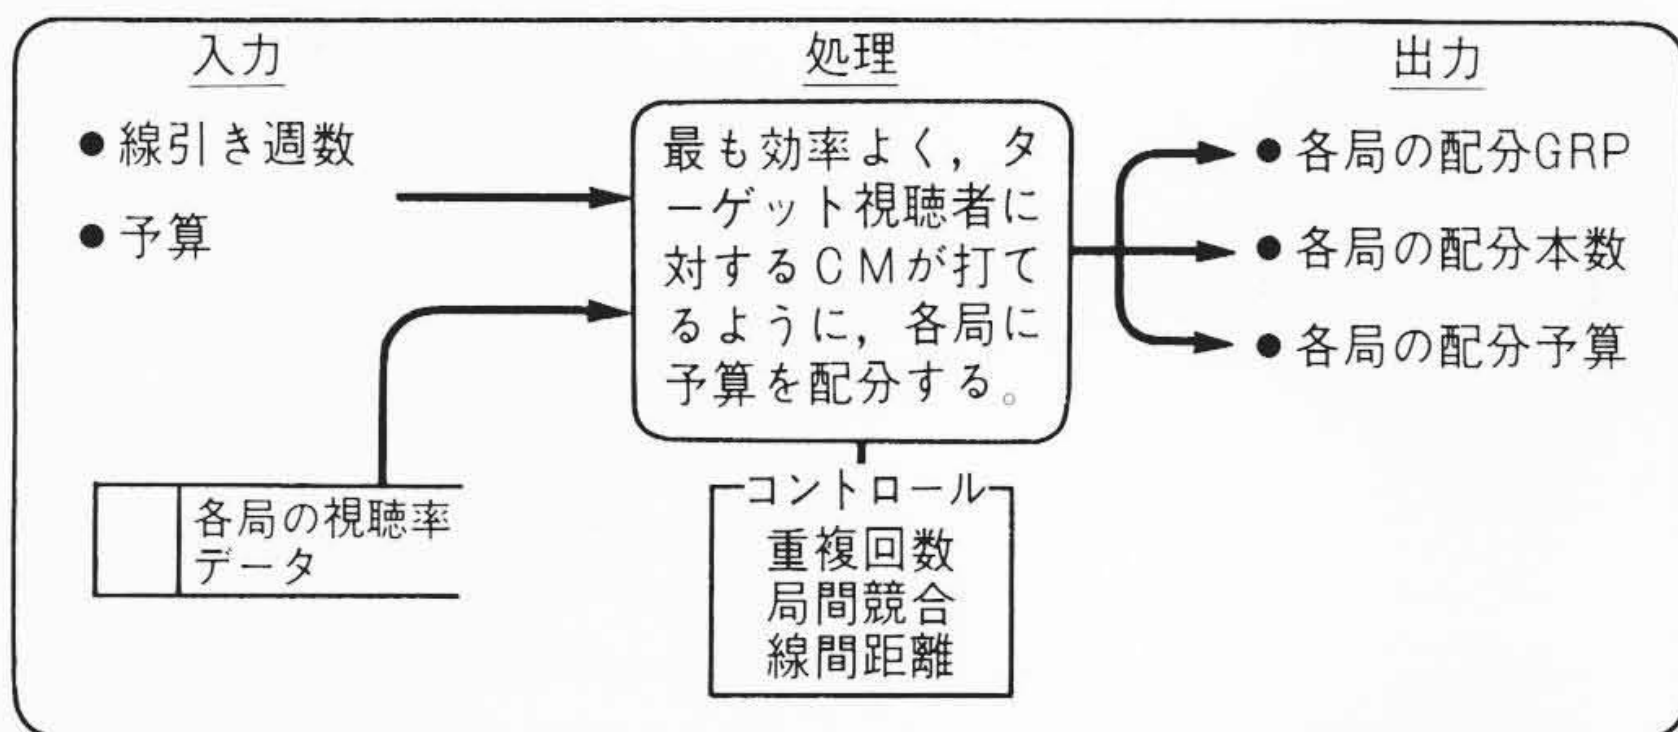 入力
● 線引き週数
● 予算
各局の視聴率
データ
処理
最も効率よく，タ
ーゲット視聴者に
対するCMが打て
るように，各局に
予算を配分する。
コントロール
重複回数
局間競合
線間距離
出力
● 各局の配分GRP
● 各局の配分本数
● 各局の配分予算